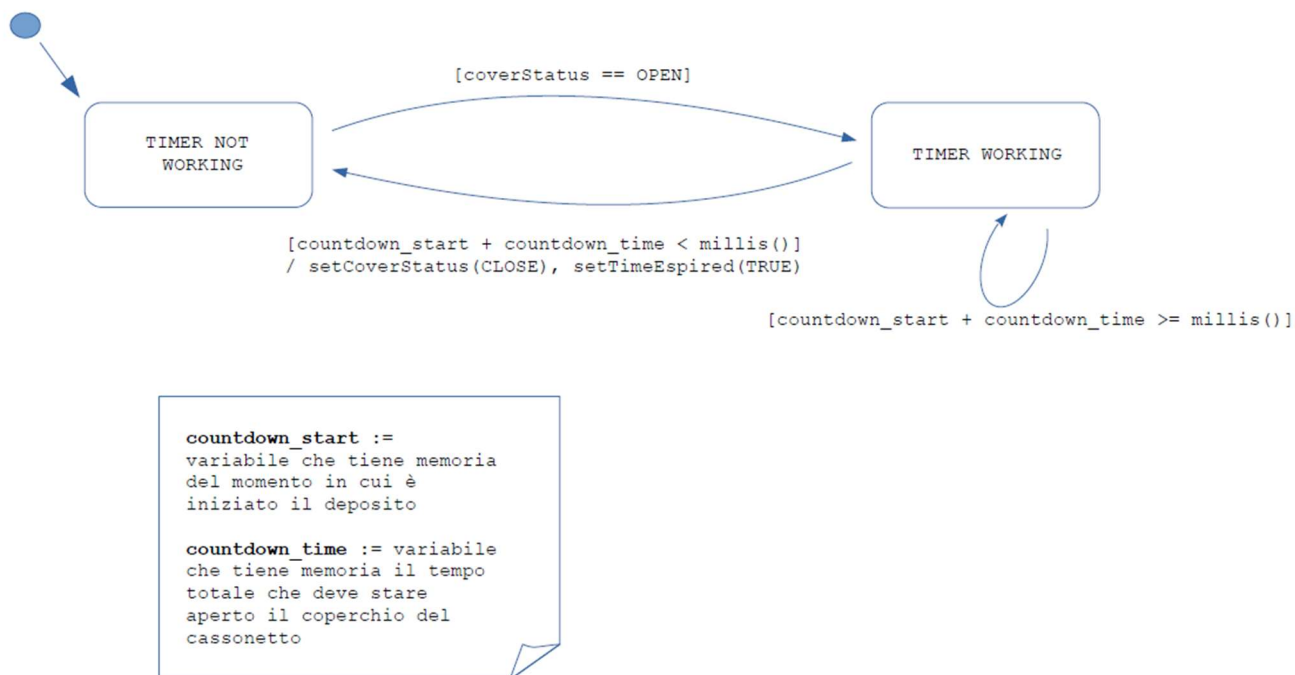 [coverStatus == OPEN]
TIMER NOT
WORKING
TIMER WORKING
[countdown_start + countdown_time < millis()]
/ setCoverStatus(CLOSE), setTimeEspired(TRUE)
[countdown_start + countdown_time >= millis()]
countdown_start :=
variabile che tiene memoria
del momento in cui è
iniziato il deposito
countdown_time := variabile
che tiene memoria il tempo
totale che deve stare
aperto il coperchio del
cassonetto